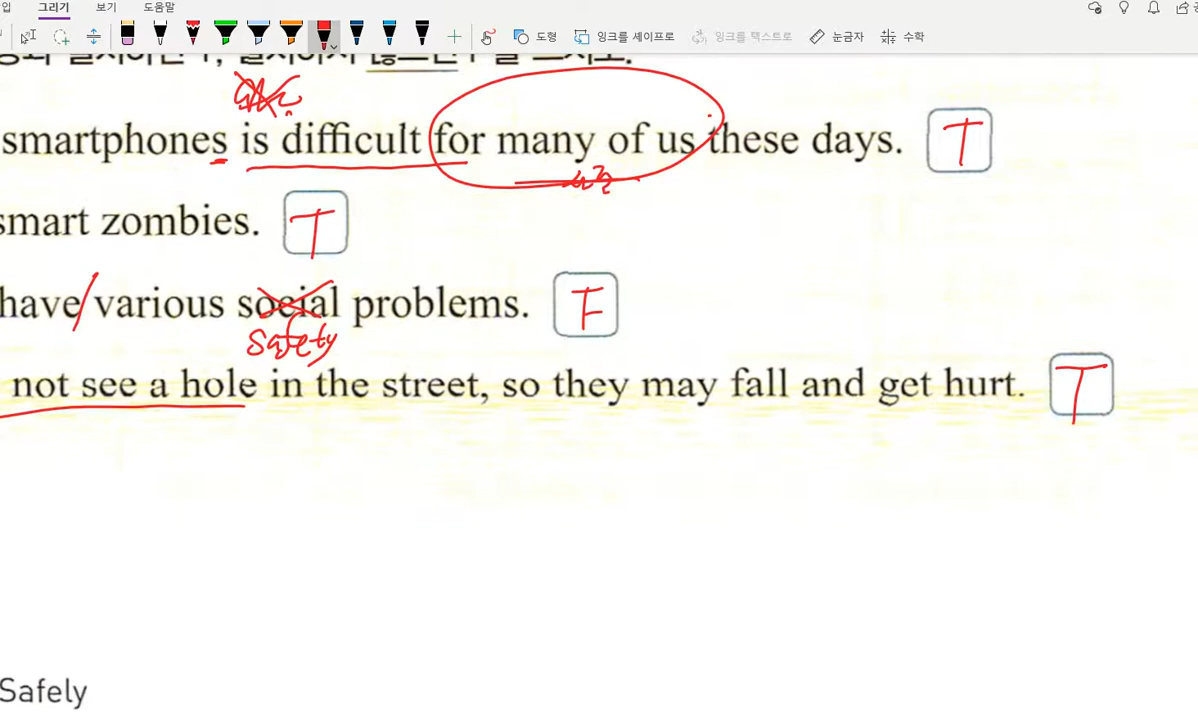 입 그리기 보기 도움말
도형 잉크를 셰이프로 잉크를 텍스트로 눈금자 수학
smartphones is difficult for many of us these days. T
smart zombies. T
have / various social problems. F
safety
not see a hole in the street, so they may fall and get hurt. T
Safely